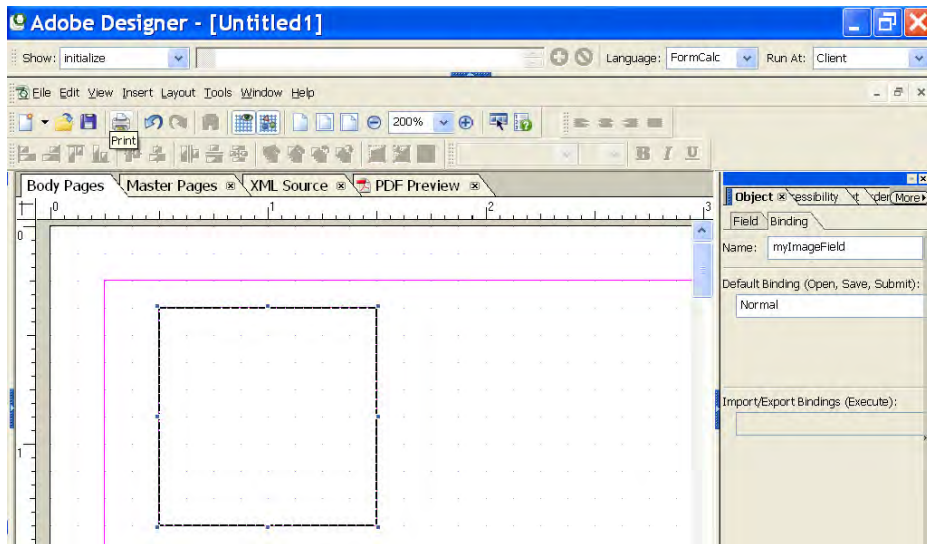 Adobe Designer - [Untitled1]
Show: initialize Language: FormCalc Run At: Client
File Edit View Insert Layout Tools Window Help
200%
Print
B I U
Body Pages Master Pages XML Source PDF Preview
Object essibility t der More
Field Binding
0 1 2 3
0
Name: myImageField
Default Binding (Open, Save, Submit):
Normal
Import/Export Bindings (Execute):
1